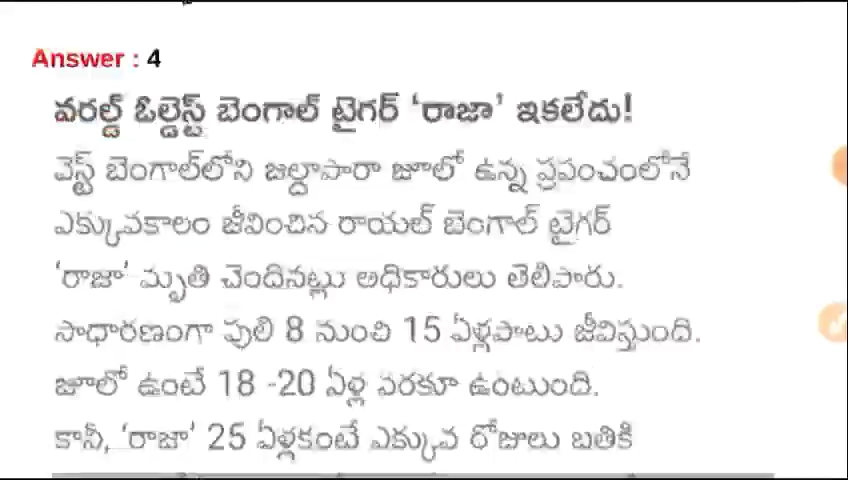 Answer : 4
వరల్డ్ ఓల్డెస్ట్ బెంగాల్ టైగర్ ‘రాజా’ ఇకలేదు!
వెస్ట్ బెంగాల్‌లోని జల్దాపారా జూలో ఉన్న ప్రపంచంలోనే
ఎక్కువకాలం జీవించిన రాయల్ బెంగాల్ టైగర్
‘రాజా’ మృతి చెందినట్లు అధికారులు తెలిపారు.
సాధారణంగా పులి 8 నుంచి 15 ఏళ్లపాటు జీవిస్తుంది.
జూలో ఉంటే 18 -20 ఏళ్ల వరకూ ఉంటుంది.
కానీ, ‘రాజా’ 25 ఏళ్లకంటే ఎక్కువ రోజులు బతికి